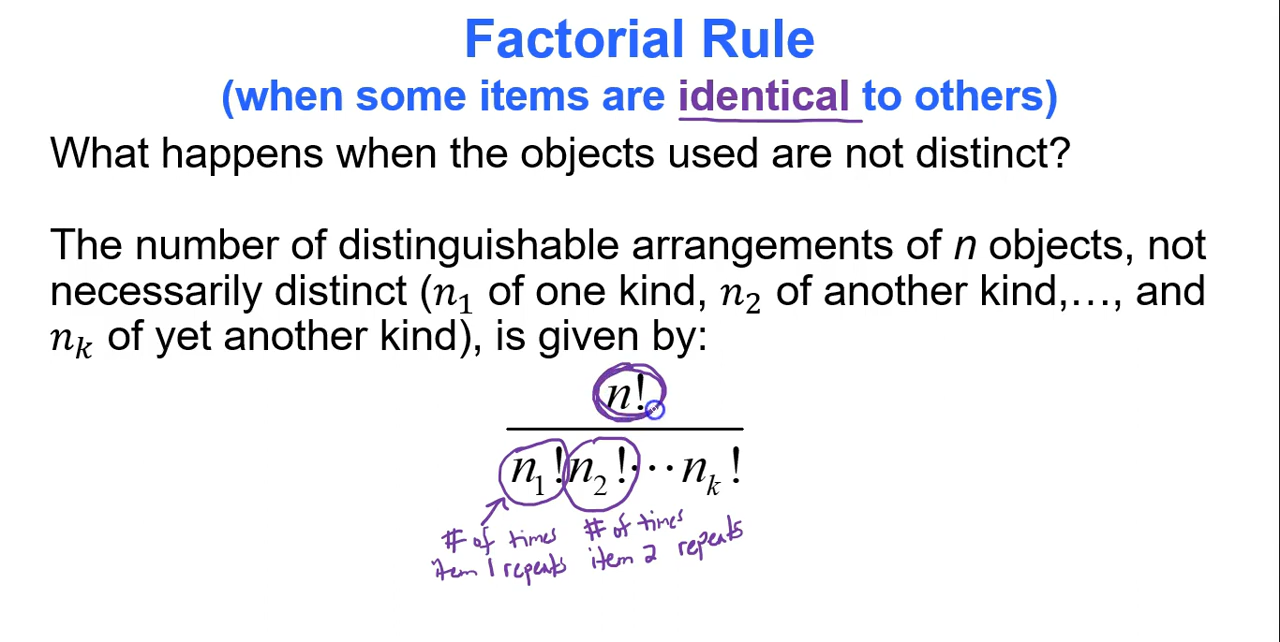 Factorial Rule
(when some items are identical to others)
What happens when the objects used are not distinct?
The number of distinguishable arrangements of n objects, not
necessarily distinct (n₁ of one kind, n₂ of another kind,…, and
nₖ of yet another kind), is given by:
n!
n₁!n₂!···nₖ!
# of times # of times
item 1 repeats item 2 repeats